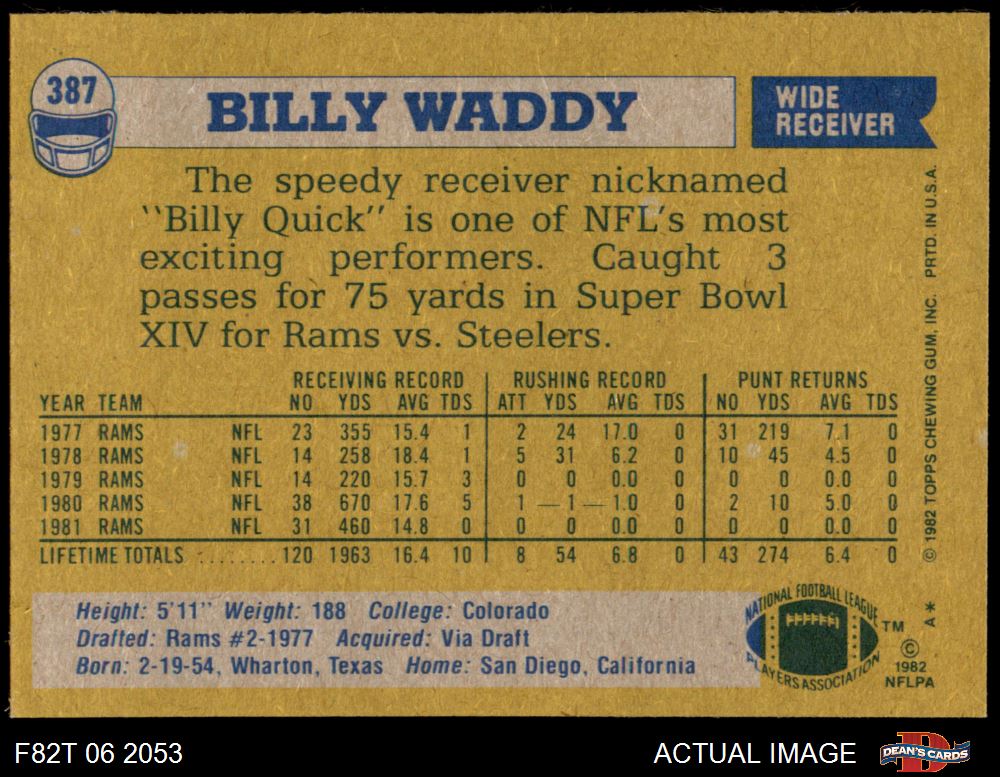 387
BILLY WADDY
WIDE
RECEIVER
The speedy receiver nicknamed
"Billy Quick" is one of NFL's most
exciting performers. Caught 3
passes for 75 yards in Super Bowl
XIV for Rams vs. Steelers.
RECEIVING RECORD RUSHING RECORD PUNT RETURNS
YEAR TEAM NO YDS AVG TDS ATT YDS AVG TDS NO YDS AVG TDS
1977 RAMS NFL 23 355 15.4 1 2 24 17.0 0 31 219 7.1 0
1978 RAMS NFL 14 258 18.4 1 5 31 6.2 0 10 45 4.5 0
1979 RAMS NFL 14 220 15.7 3 0 0 0.0 0 0 0 0.0 0
1980 RAMS NFL 38 670 17.6 5 1 —1 —1.0 0 2 10 5.0 0
1981 RAMS NFL 31 460 14.8 0 0 0 0.0 0 0 0 0.0 0
LIFETIME TOTALS ........ 120 1963 16.4 10 8 54 6.8 0 43 274 6.4 0
Height: 5'11" Weight: 188 College: Colorado
Drafted: Rams #2-1977 Acquired: Via Draft
Born: 2-19-54, Wharton, Texas Home: San Diego, California
NATIONAL FOOTBALL LEAGUE
PLAYERS ASSOCIATION
TM
©
1982
NFLPA
A*
© 1982 TOPPS CHEWING GUM, INC. PRTD. IN U.S.A.
F82T 06 2053
ACTUAL IMAGE
DEAN'S CARDS